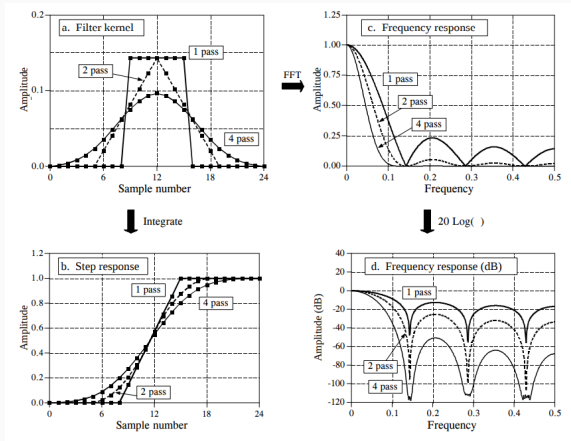 a. Filter kernel
0.2
0.1
0.0
0 6 12 18 24
Amplitude
Sample number
1 pass
2 pass
4 pass
FFT
c. Frequency response
1.25
1.00
0.75
0.50
0.25
0.00
0 0.1 0.2 0.3 0.4 0.5
Amplitude
Frequency
1 pass
2 pass
4 pass
Integrate
20 Log( )
b. Step response
1.2
1.0
0.8
0.6
0.4
0.2
0.0
0 6 12 18 24
Amplitude
Sample number
1 pass
4 pass
2 pass
d. Frequency response (dB)
40
20
0
-20
-40
-60
-80
-100
-120
0 0.1 0.2 0.3 0.4 0.5
Amplitude (dB)
Frequency
1 pass
2 pass
4 pass